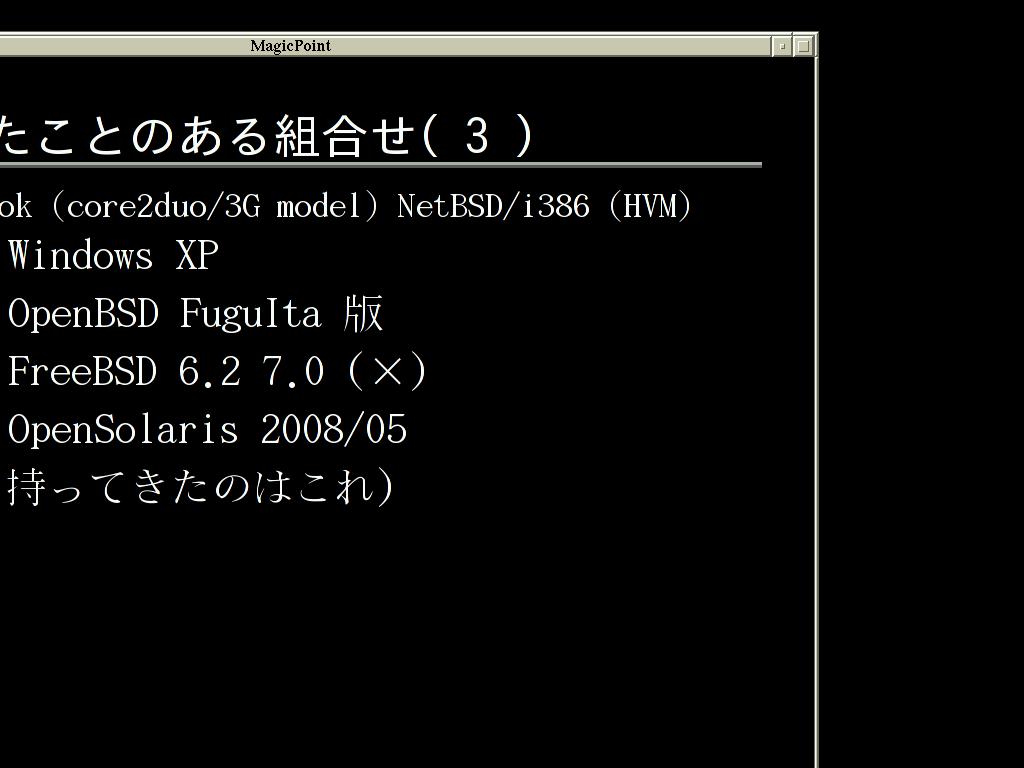 MagicPoint
たことのある組合せ( 3 )
ok (core2duo/3G model) NetBSD/i386 (HVM)
Windows XP
OpenBSD FuguIta 版
FreeBSD 6.2 7.0 (×)
OpenSolaris 2008/05
持ってきたのはこれ)